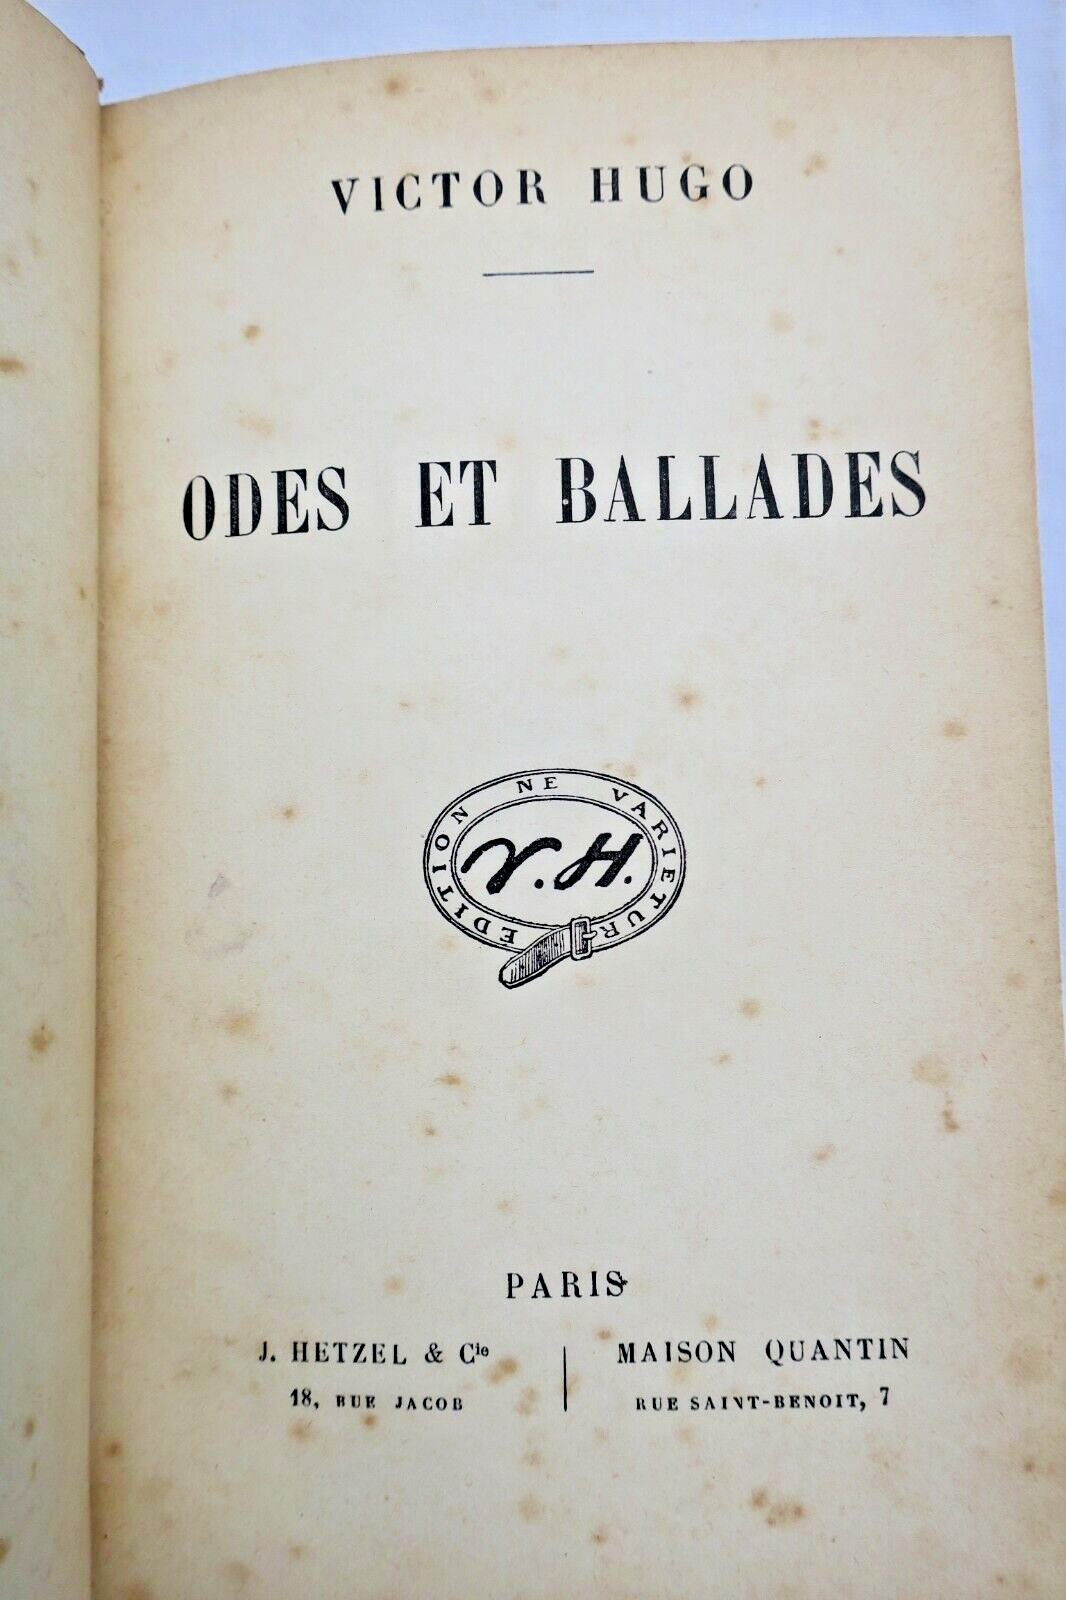 VICTOR HUGO
ODES ET BALLADES
EDITION NE VARIETUR
V.H.
PARIS
J. HETZEL & Cie
18, RUE JACOB
MAISON QUANTIN
RUE SAINT-BENOIT, 7